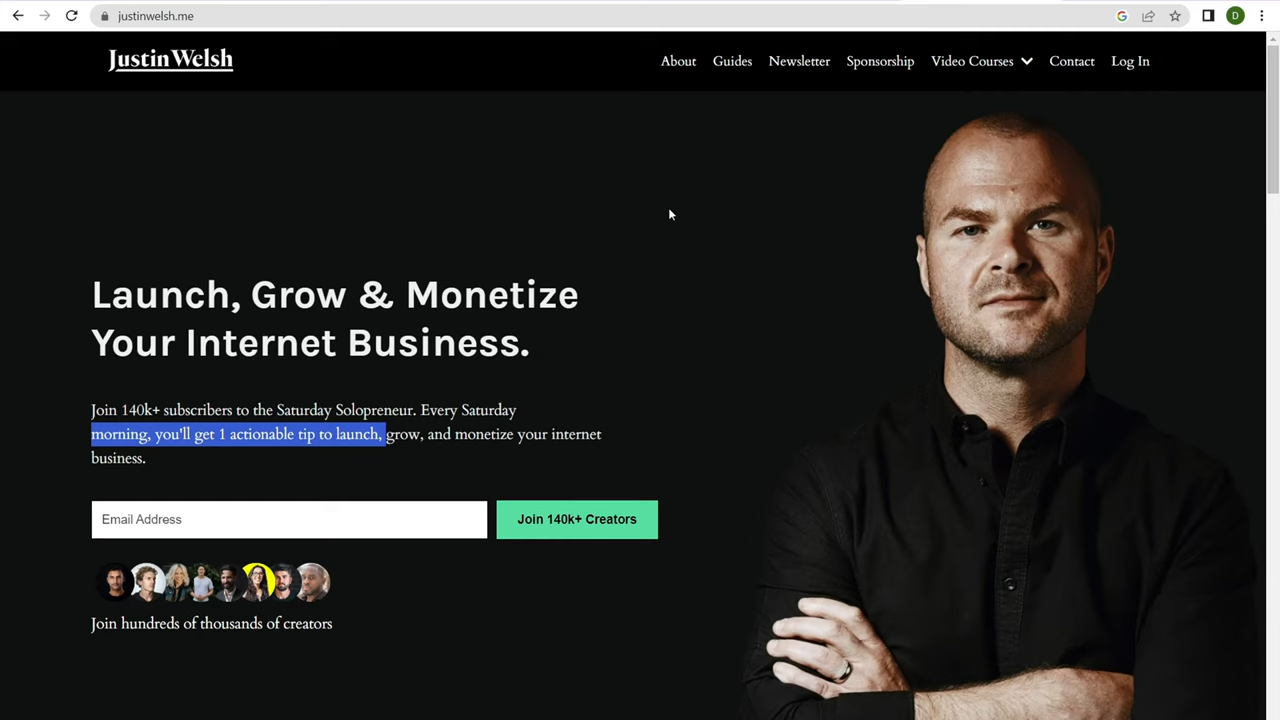 justinwelsh.me
D
JustinWelsh
About Guides Newsletter Sponsorship Video Courses Contact Log In
Launch, Grow & Monetize
Your Internet Business.
Join 140k+ subscribers to the Saturday Solopreneur. Every Saturday
morning, you'll get 1 actionable tip to launch, grow, and monetize your internet
business.
Email Address
Join 140k+ Creators
Join hundreds of thousands of creators